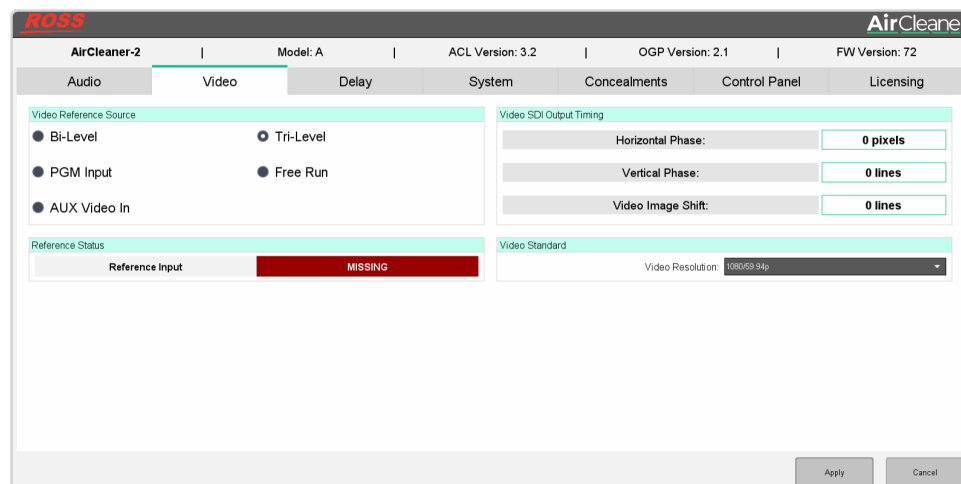 ROSS
AirCleane
AirCleaner-2 | Model: A | ACL Version: 3.2 | OGP Version: 2.1 | FW Version: 72
Audio Video Delay System Concealments Control Panel Licensing
Video Reference Source
Bi-Level Tri-Level
PGM Input Free Run
AUX Video In
Video SDI Output Timing
Horizontal Phase: 0 pixels
Vertical Phase: 0 lines
Video Image Shift: 0 lines
Reference Status
Reference Input MISSING
Video Standard
Video Resolution: 1080/59.94p
Apply Cancel